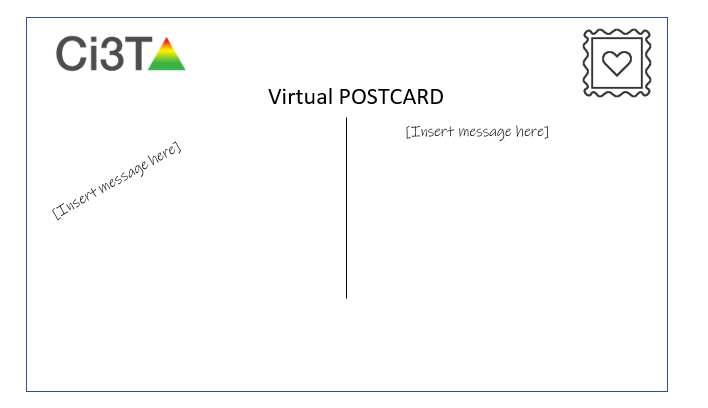 Ci3T
Virtual POSTCARD
[Insert message here]
[Insert message here]